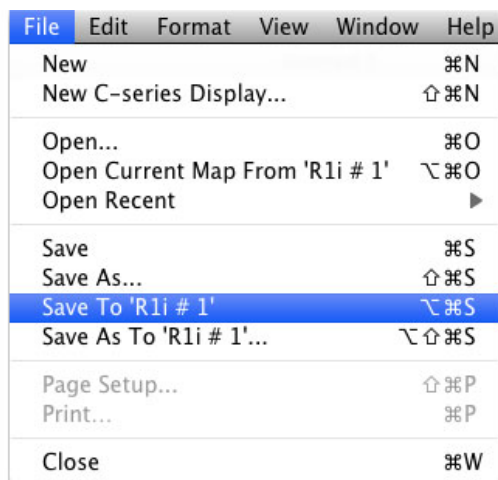 File Edit Format View Window Help
New ⌘N
New C-series Display... ⇧⌘N
Open... ⌘O
Open Current Map From 'R1i # 1' ⌥⌘O
Open Recent ▶
Save ⌘S
Save As... ⇧⌘S
Save To 'R1i # 1' ⌥⌘S
Save As To 'R1i # 1'... ⌥⇧⌘S
Page Setup... ⇧⌘P
Print... ⌘P
Close ⌘W